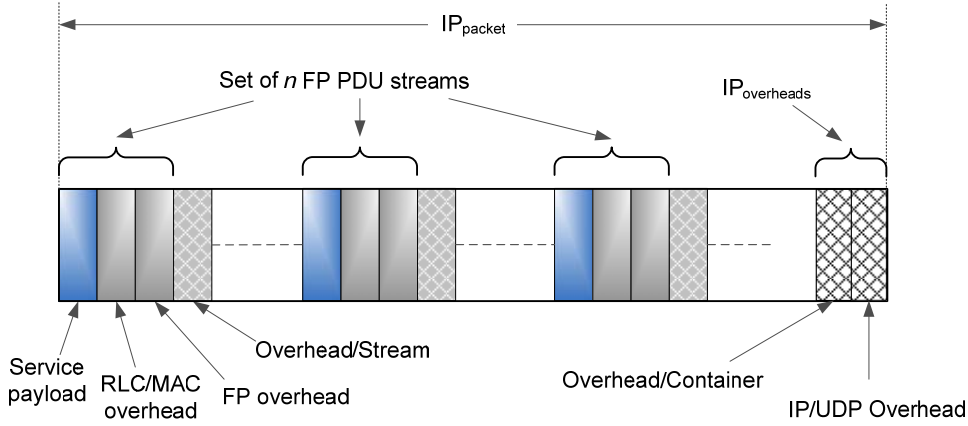 IPpacket
Set of n FP PDU streams
IPoverheads
Service
payload
RLC/MAC
overhead
FP overhead
Overhead/Stream
Overhead/Container
IP/UDP Overhead